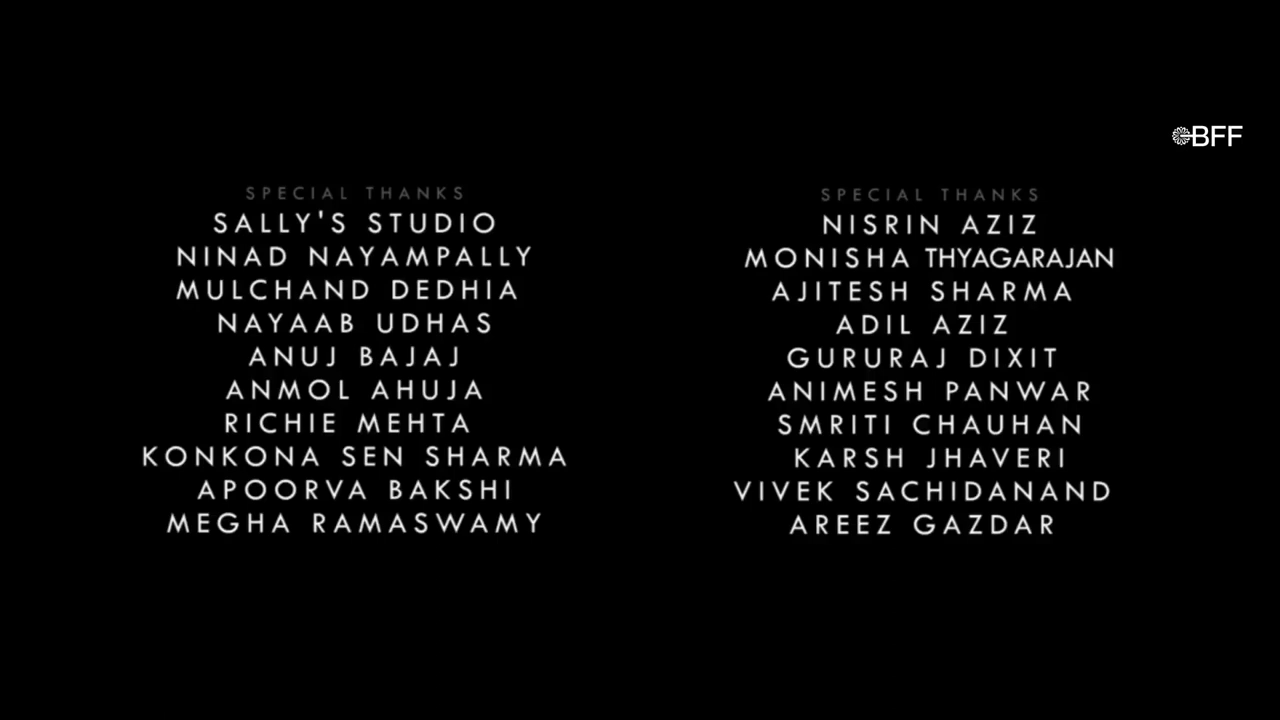 BFF
SPECIAL THANKS
SALLY'S STUDIO
NINAD NAYAMPALLY
MULCHAND DEDHIA
NAYAAB UDHAS
ANUJ BAJAJ
ANMOL AHUJA
RICHIE MEHTA
KONKONA SEN SHARMA
APOORVA BAKSHI
MEGHA RAMASWAMY
SPECIAL THANKS
NISRIN AZIZ
MONISHA THYAGARAJAN
AJITESH SHARMA
ADIL AZIZ
GURURAJ DIXIT
ANIMESH PANWAR
SMRITI CHAUHAN
KARSH JHAVERI
VIVEK SACHIDANAND
AREEZ GAZDAR